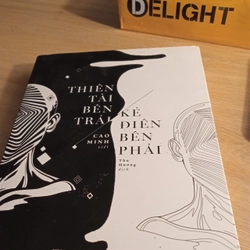 DELIGHT
THIÊN
TÀI
BÊN
TRÁI
CAO
MINH
viết
KẺ
ĐIÊN
BÊN
PHẢI
Thu
Hương
dịch